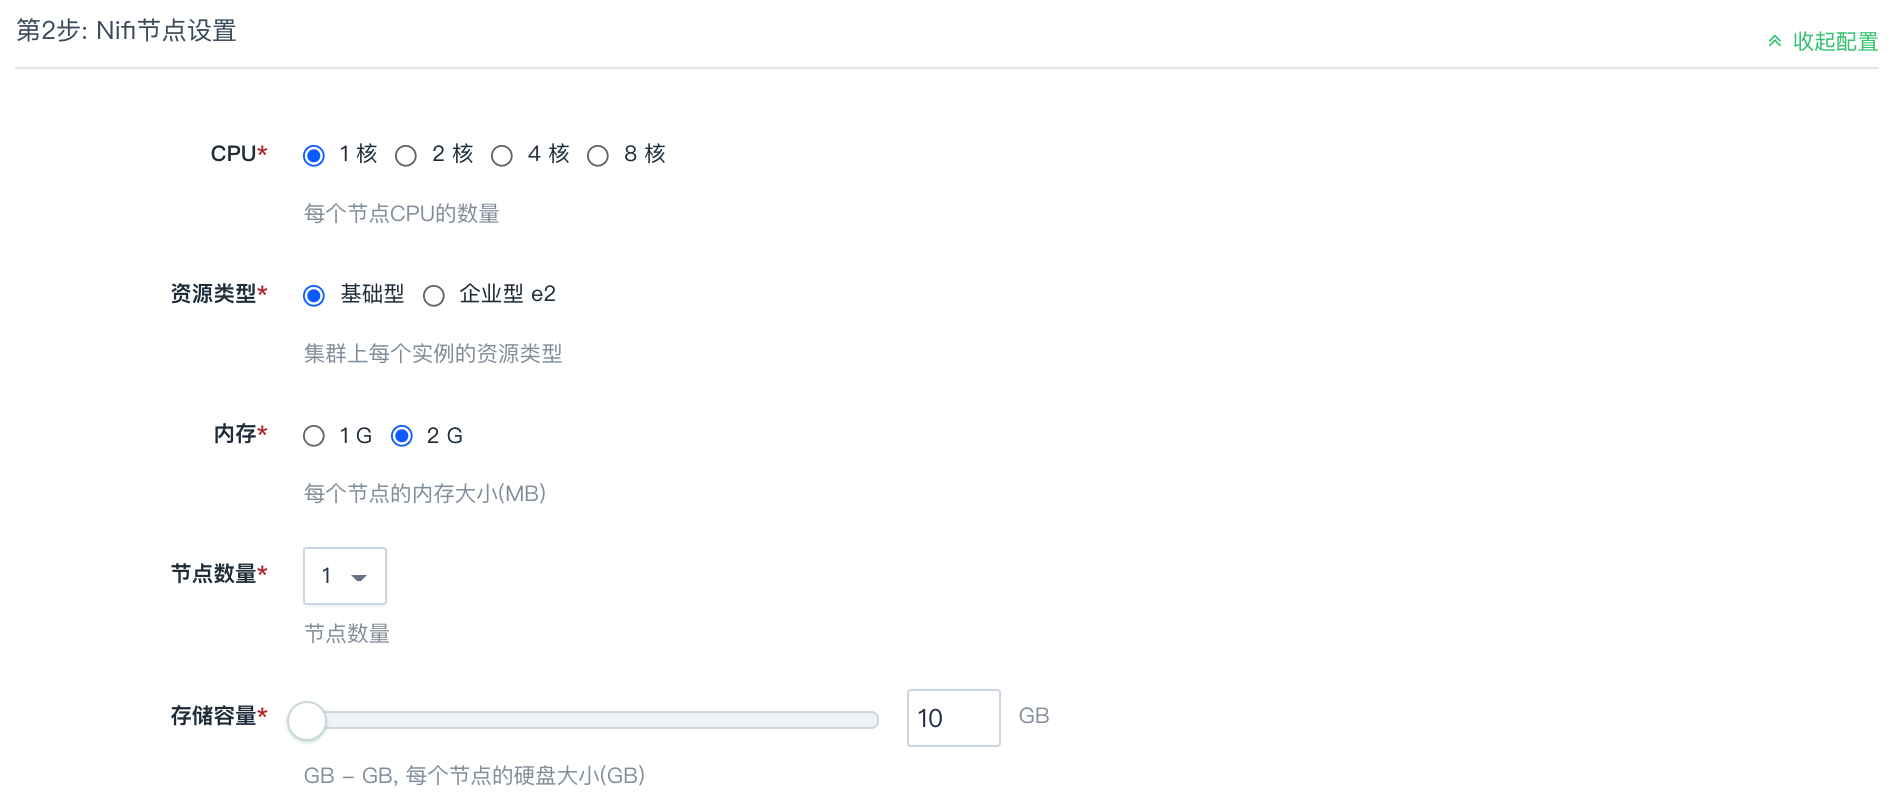 第2步: Nifi节点设置
收起配置
CPU* 1 核 2 核 4 核 8 核
每个节点CPU的数量
资源类型* 基础型 企业型 e2
集群上每个实例的资源类型
内存* 1 G 2 G
每个节点的内存大小(MB)
节点数量* 1
节点数量
存储容量* 10 GB
GB – GB, 每个节点的硬盘大小(GB)